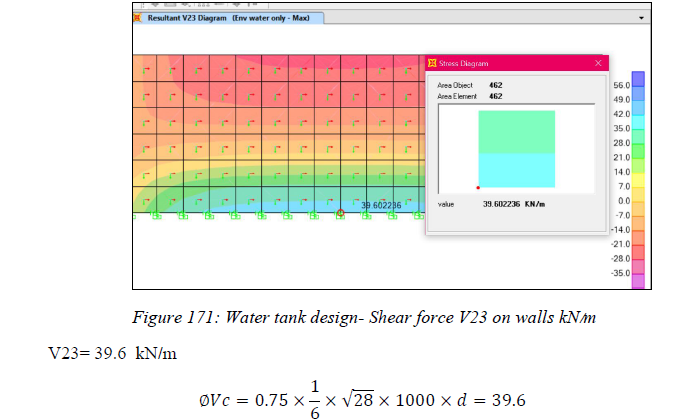 Resultant V23 Diagram (Env water only - Max)
Stress Diagram
Area Object 462
Area Element 462
value 39.602236 KN/m
39.602236
56.0
49.0
42.0
35.0
28.0
21.0
14.0
7.0
0.0
-7.0
-14.0
-21.0
-28.0
-35.0
Figure 171: Water tank design- Shear force V23 on walls kN/m
V23= 39.6 kN/m
ØVc = 0.75 × 1/6 × √28 × 1000 × d = 39.6